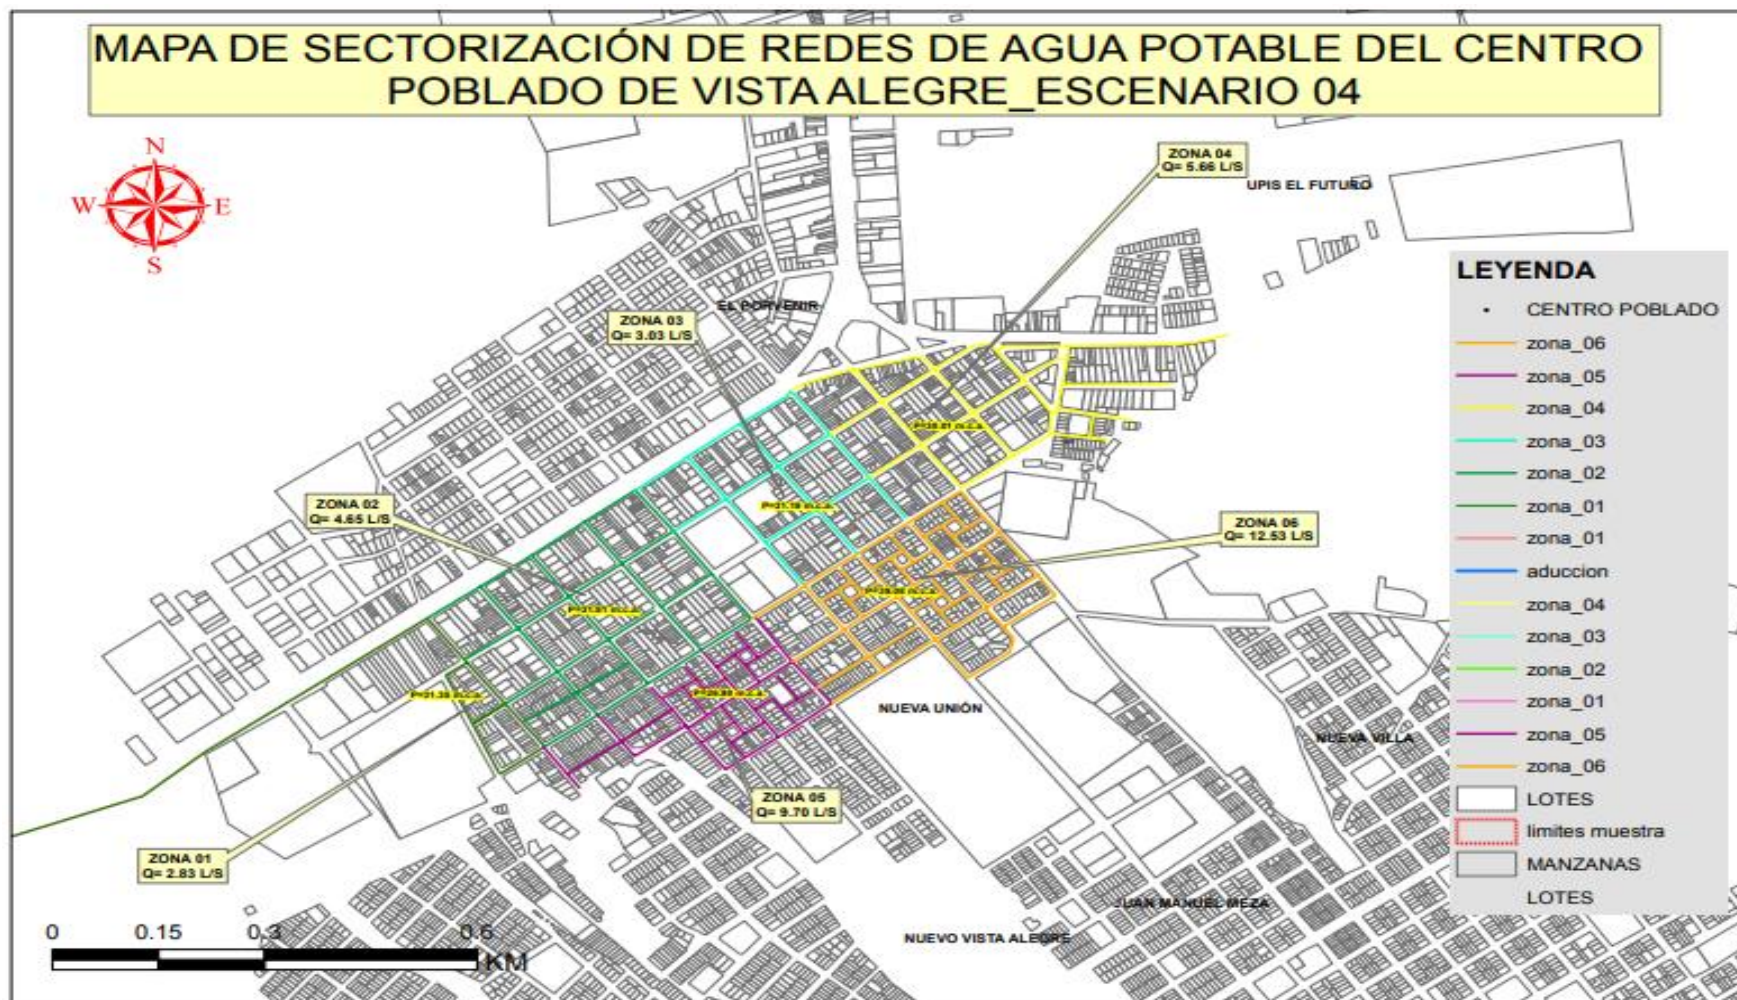 MAPA DE SECTORIZACIÓN DE REDES DE AGUA POTABLE DEL CENTRO
POBLADO DE VISTA ALEGRE_ESCENARIO 04
N
W E
S
ZONA 04
Q= 5.66 L/S
UPIS EL FUTURO
EL PORVENIR
ZONA 03
Q= 3.03 L/S
ZONA 02
Q= 4.65 L/S
ZONA 06
Q= 12.53 L/S
NUEVA UNIÓN
NUEVA VILLA
ZONA 05
Q= 9.70 L/S
ZONA 01
Q= 2.83 L/S
JUAN MANUEL MEZA
NUEVO VISTA ALEGRE
0 0.15 0.3 0.6
KM
LEYENDA
CENTRO POBLADO
zona_06
zona_05
zona_04
zona_03
zona_02
zona_01
zona_01
aduccion
zona_04
zona_03
zona_02
zona_01
zona_05
zona_06
LOTES
limites muestra
MANZANAS
LOTES